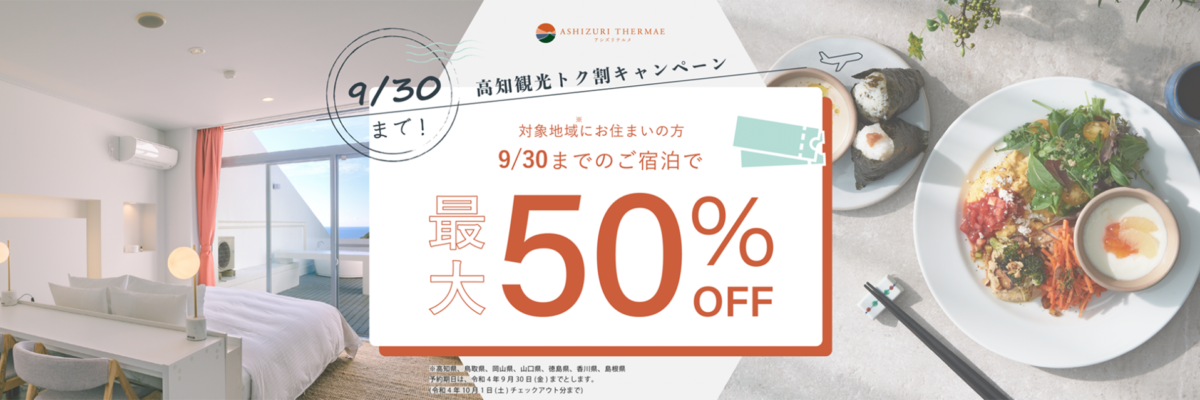 ASHIZURI THERMAE
アシズリテルメ
9/30
まで！
高知観光トク割キャンペーン
※
対象地域にお住まいの方
9/30までのご宿泊で
最大
50%
OFF
※高知県、鳥取県、岡山県、山口県、徳島県、香川県、島根県
予約期日は、令和4年9月30日(金)までとします。
(令和4年10月1日(土)チェックアウト分まで)